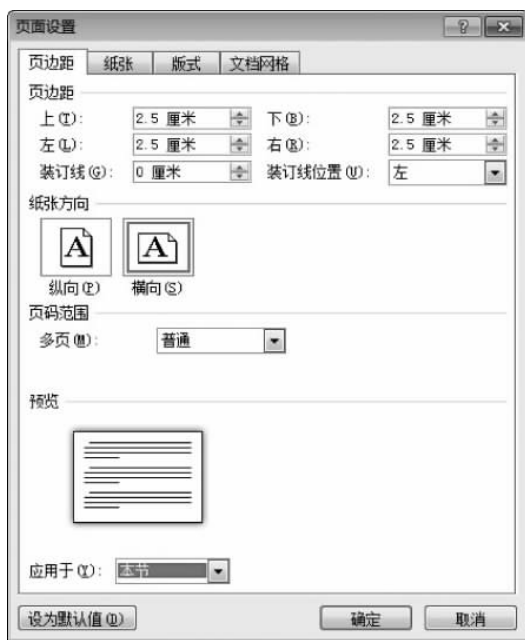 页面设置
页边距 纸张 版式 文档网格
页边距
上(T): 2.5 厘米 下(B): 2.5 厘米
左(L): 2.5 厘米 右(R): 2.5 厘米
装订线(G): 0 厘米 装订线位置(U): 左
纸张方向
A A
纵向(P) 横向(S)
页码范围
多页(M): 普通
预览
应用于(Y): 本节
设为默认值(D) 确定 取消